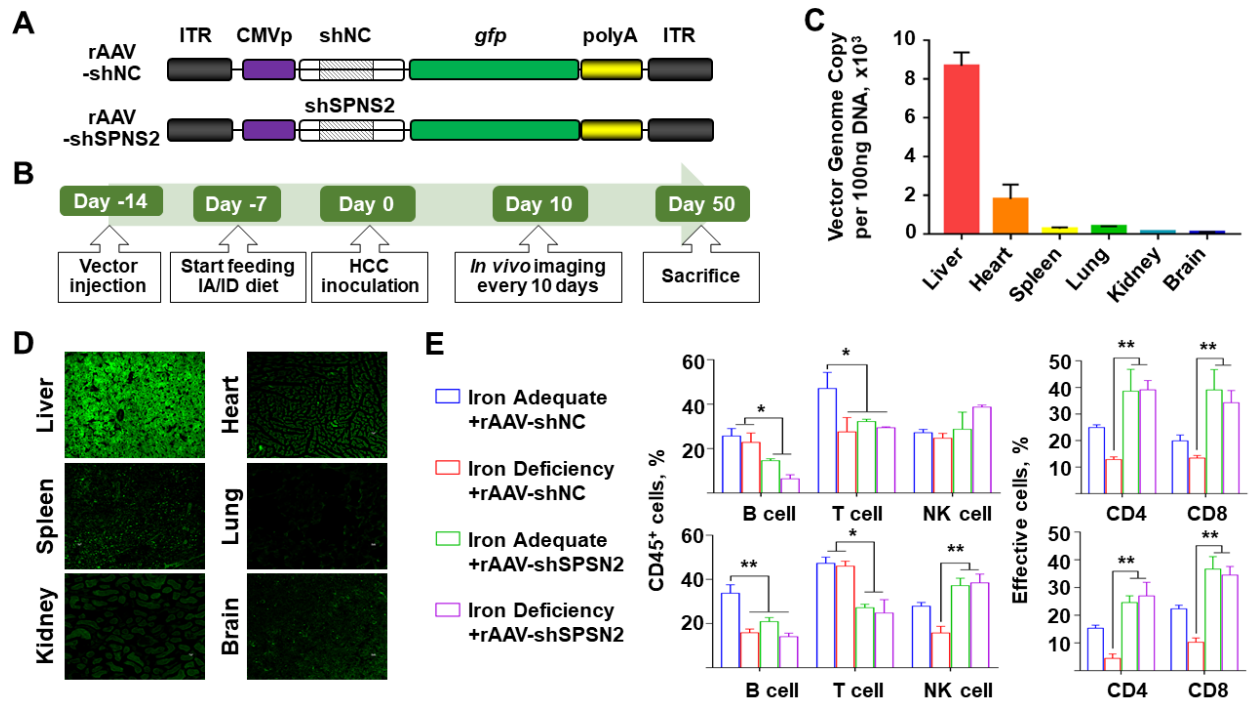 A
ITR CMVp shNC gfp polyA ITR
rAAV
-shNC
shSPNS2
rAAV
-shSPNS2
B
Day -14 Day -7 Day 0 Day 10 Day 50
Vector
injection
Start feeding
IA/ID diet
HCC
inoculation
In vivo imaging
every 10 days
Sacrifice
C
Vector Genome Copy
per 100ng DNA, x10³
10
8
6
4
2
0
Liver
Heart
Spleen
Lung
Kidney
Brain
D
Liver
Heart
Spleen
Lung
Kidney
Brain
E
Iron Adequate
+rAAV-shNC
Iron Deficiency
+rAAV-shNC
Iron Adequate
+rAAV-shSPSN2
Iron Deficiency
+rAAV-shSPSN2
CD45⁺ cells, %
60
40
20
* * 
B cell T cell NK cell
60
40
20
** * **
B cell T cell NK cell
Effective cells, %
50
40
30
20
10
** **
CD4 CD8
50
40
30
20
10
** **
CD4 CD8